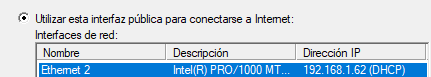 Utilizar esta interfaz pública para conectarse a Internet:
Interfaces de red:
Nombre Descripción Dirección IP
Ethernet 2 Intel(R) PRO/1000 MT... 192.168.1.62 (DHCP)